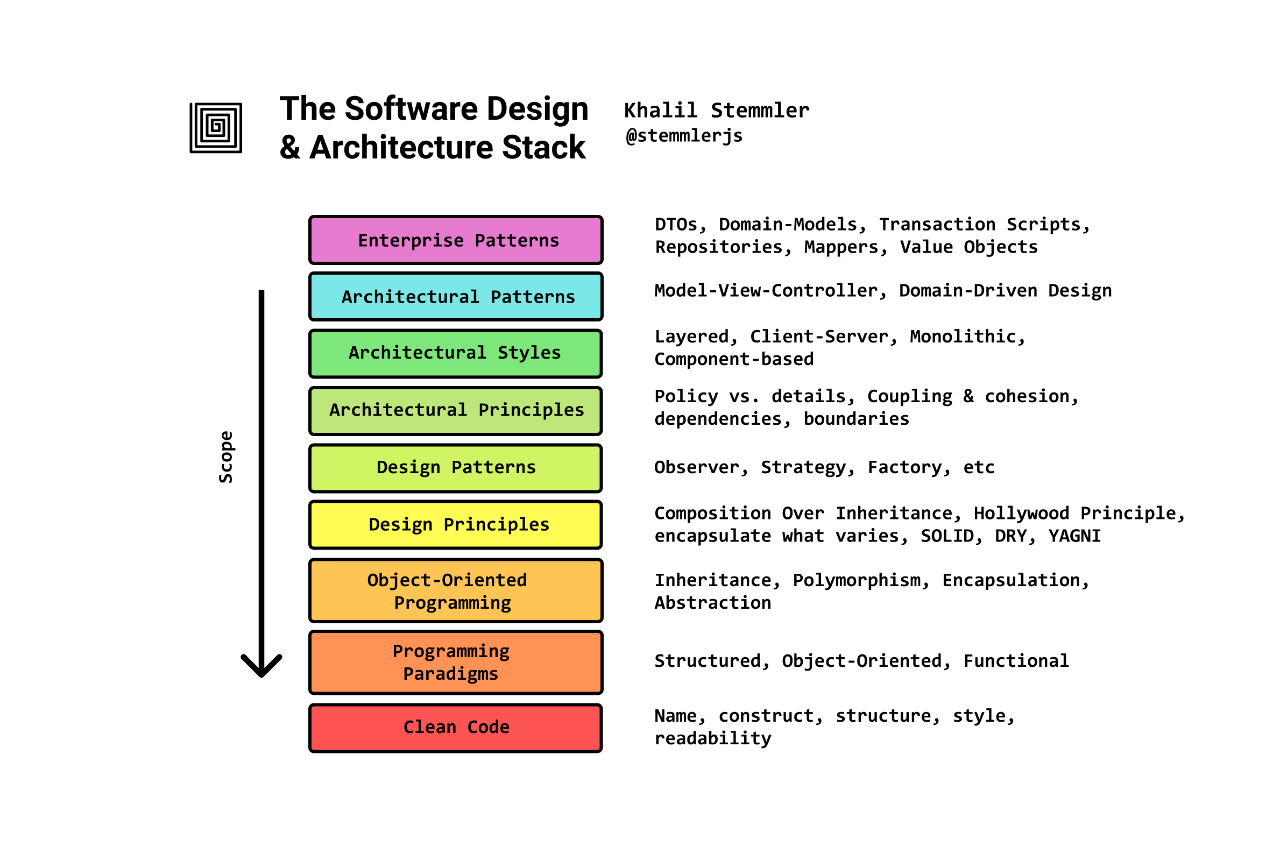 The Software Design
& Architecture Stack
Khalil Stemmler
@stemmlerjs
Enterprise Patterns
DTOs, Domain-Models, Transaction Scripts,
Repositories, Mappers, Value Objects
Architectural Patterns
Model-View-Controller, Domain-Driven Design
Architectural Styles
Layered, Client-Server, Monolithic,
Component-based
Architectural Principles
Policy vs. details, Coupling & cohesion,
dependencies, boundaries
Scope
Design Patterns
Observer, Strategy, Factory, etc
Design Principles
Composition Over Inheritance, Hollywood Principle,
encapsulate what varies, SOLID, DRY, YAGNI
Object-Oriented
Programming
Inheritance, Polymorphism, Encapsulation,
Abstraction
Programming
Paradigms
Structured, Object-Oriented, Functional
Clean Code
Name, construct, structure, style,
readability